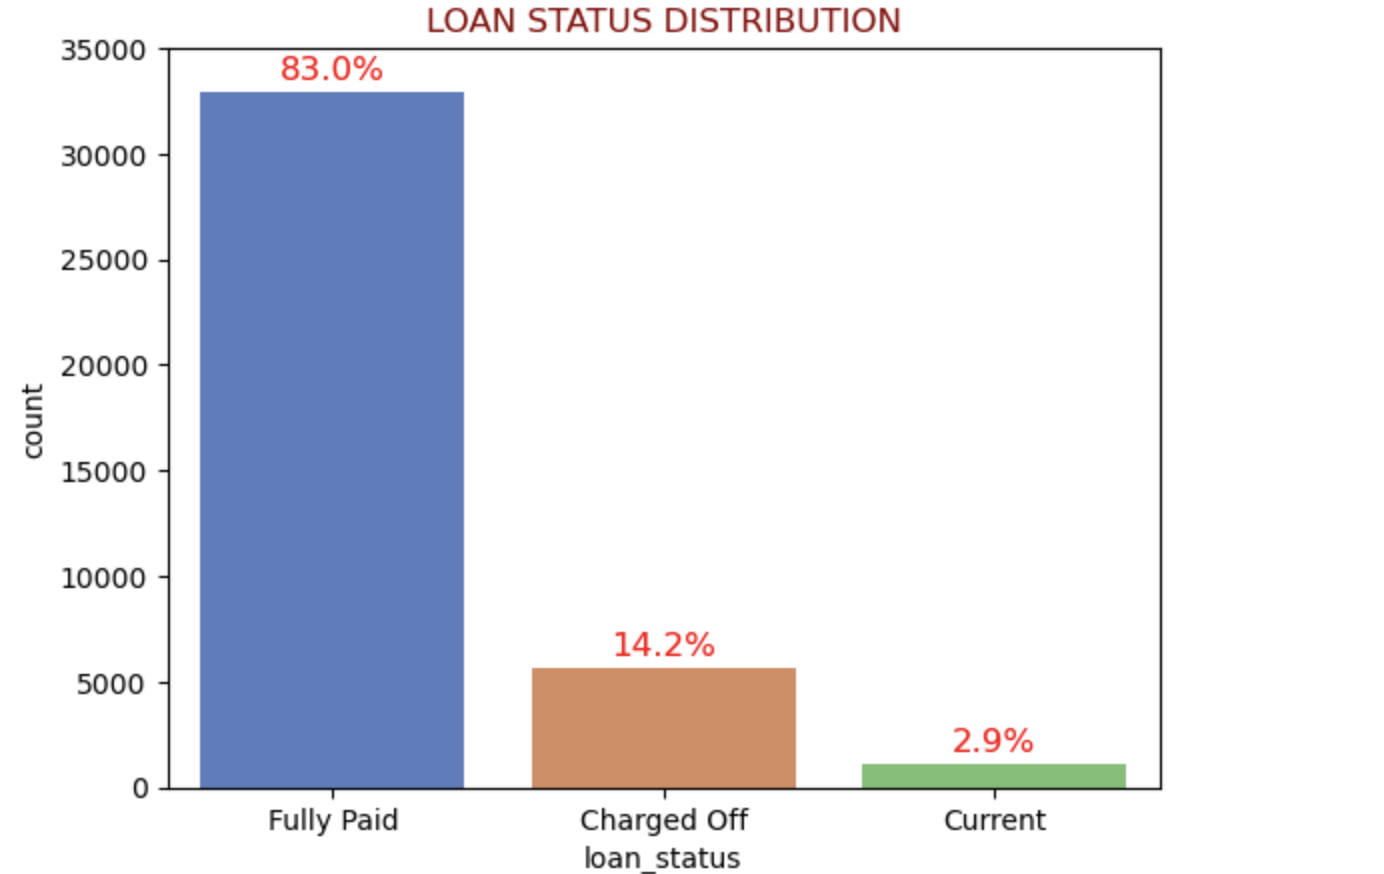 LOAN STATUS DISTRIBUTION
35000
83.0%
30000
25000
20000
count
15000
10000
14.2%
5000
2.9%
0
Fully Paid Charged Off Current
loan_status